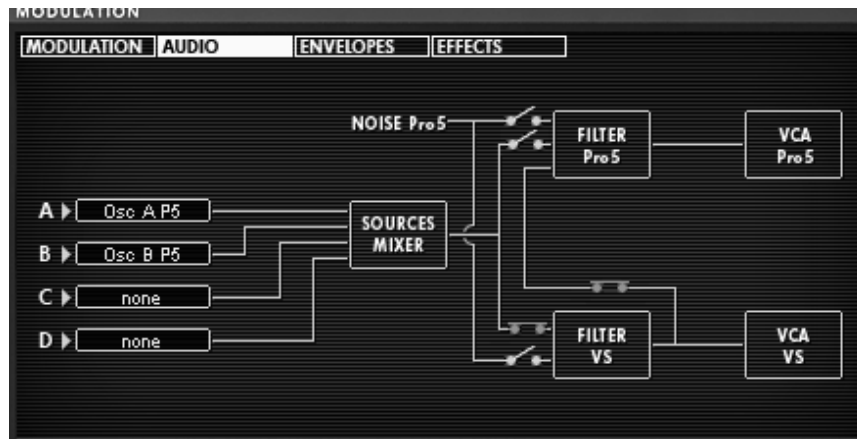 MODULATION
MODULATION AUDIO ENVELOPES EFFECTS
NOISE Pro5
FILTER
Pro5
VCA
Pro5
A Osc A P5
B Osc B P5
C none
D none
SOURCES
MIXER
FILTER
VS
VCA
VS